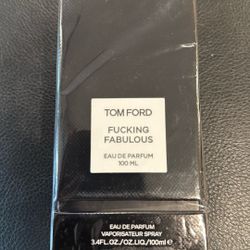 TOM FORD
FUCKING
FABULOUS
EAU DE PARFUM
100 ML
EAU DE PARFUM
VAPORISATEUR SPRAY
3.4FL.OZ./OZ.LIQ./100ml℮